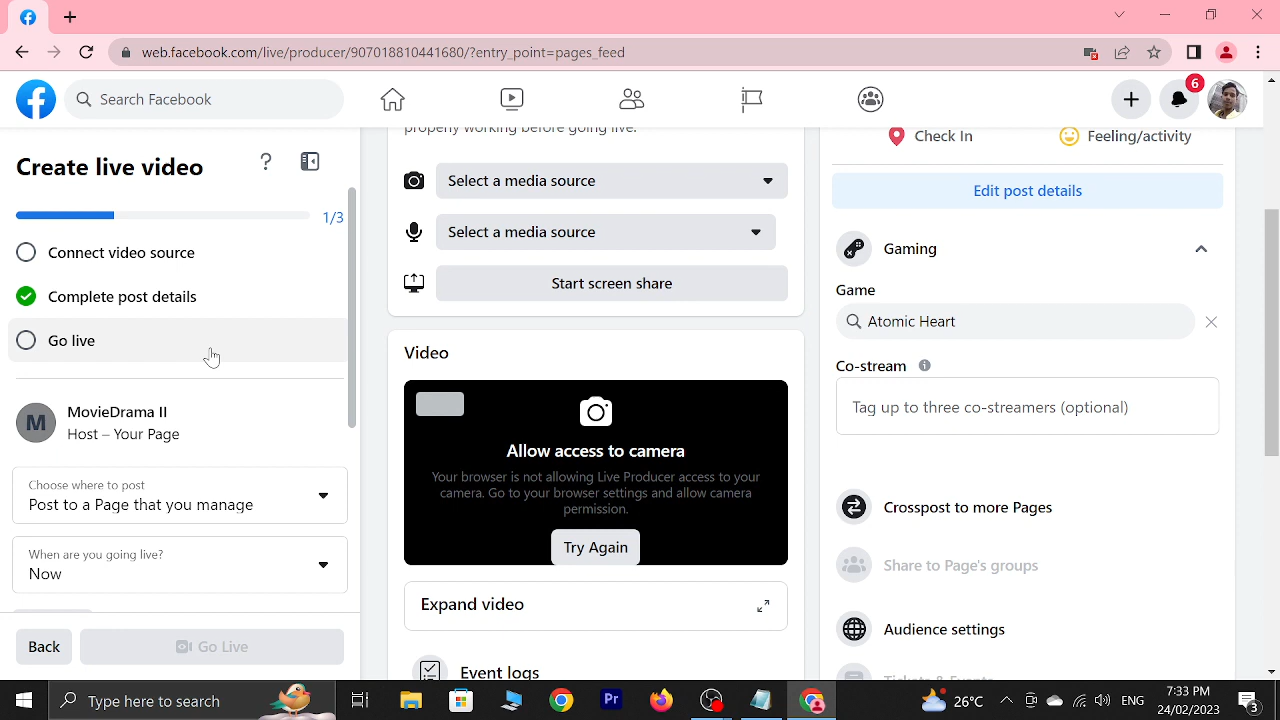 web.facebook.com/live/producer/907018810441680/?entry_point=pages_feed
Search Facebook
6
Create live video
?
1/3
Connect video source
Complete post details
Go live
M
MovieDrama II
Host – Your Page
Choose where to post
Post to a Page that you manage
When are you going live?
Now
Back
Go Live
properly working before going live.
Select a media source
Select a media source
Start screen share
Video
Allow access to camera
Your browser is not allowing Live Producer access to your
camera. Go to your browser settings and allow camera
permission.
Try Again
Expand video
Event logs
Check In
Feeling/activity
Edit post details
Gaming
Game
Atomic Heart
Co-stream
Tag up to three co-streamers (optional)
Crosspost to more Pages
Share to Page's groups
Audience settings
Tickets & Events
Type here to search
Pr
26°C
ENG
7:33 PM
24/02/2023
3